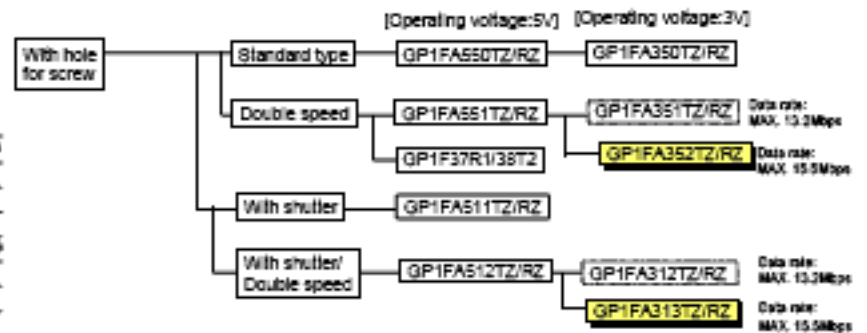 [Operating voltage:5V] [Operating voltage:3V]
With hole
for screw
Standard type
GP1FA550TZ/RZ
GP1FA350TZ/RZ
Double speed
GP1FA551TZ/RZ
GP1FA351TZ/RZ
Data rate:
MAX. 13.2Mbps
GP1F37R1/38T2
GP1FA352TZ/RZ
Data rate:
MAX. 15.5Mbps
With shutter
GP1FA511TZ/RZ
With shutter/
Double speed
GP1FA512TZ/RZ
GP1FA312TZ/RZ
Data rate:
MAX. 13.2Mbps
GP1FA313TZ/RZ
Data rate:
MAX. 15.5Mbps